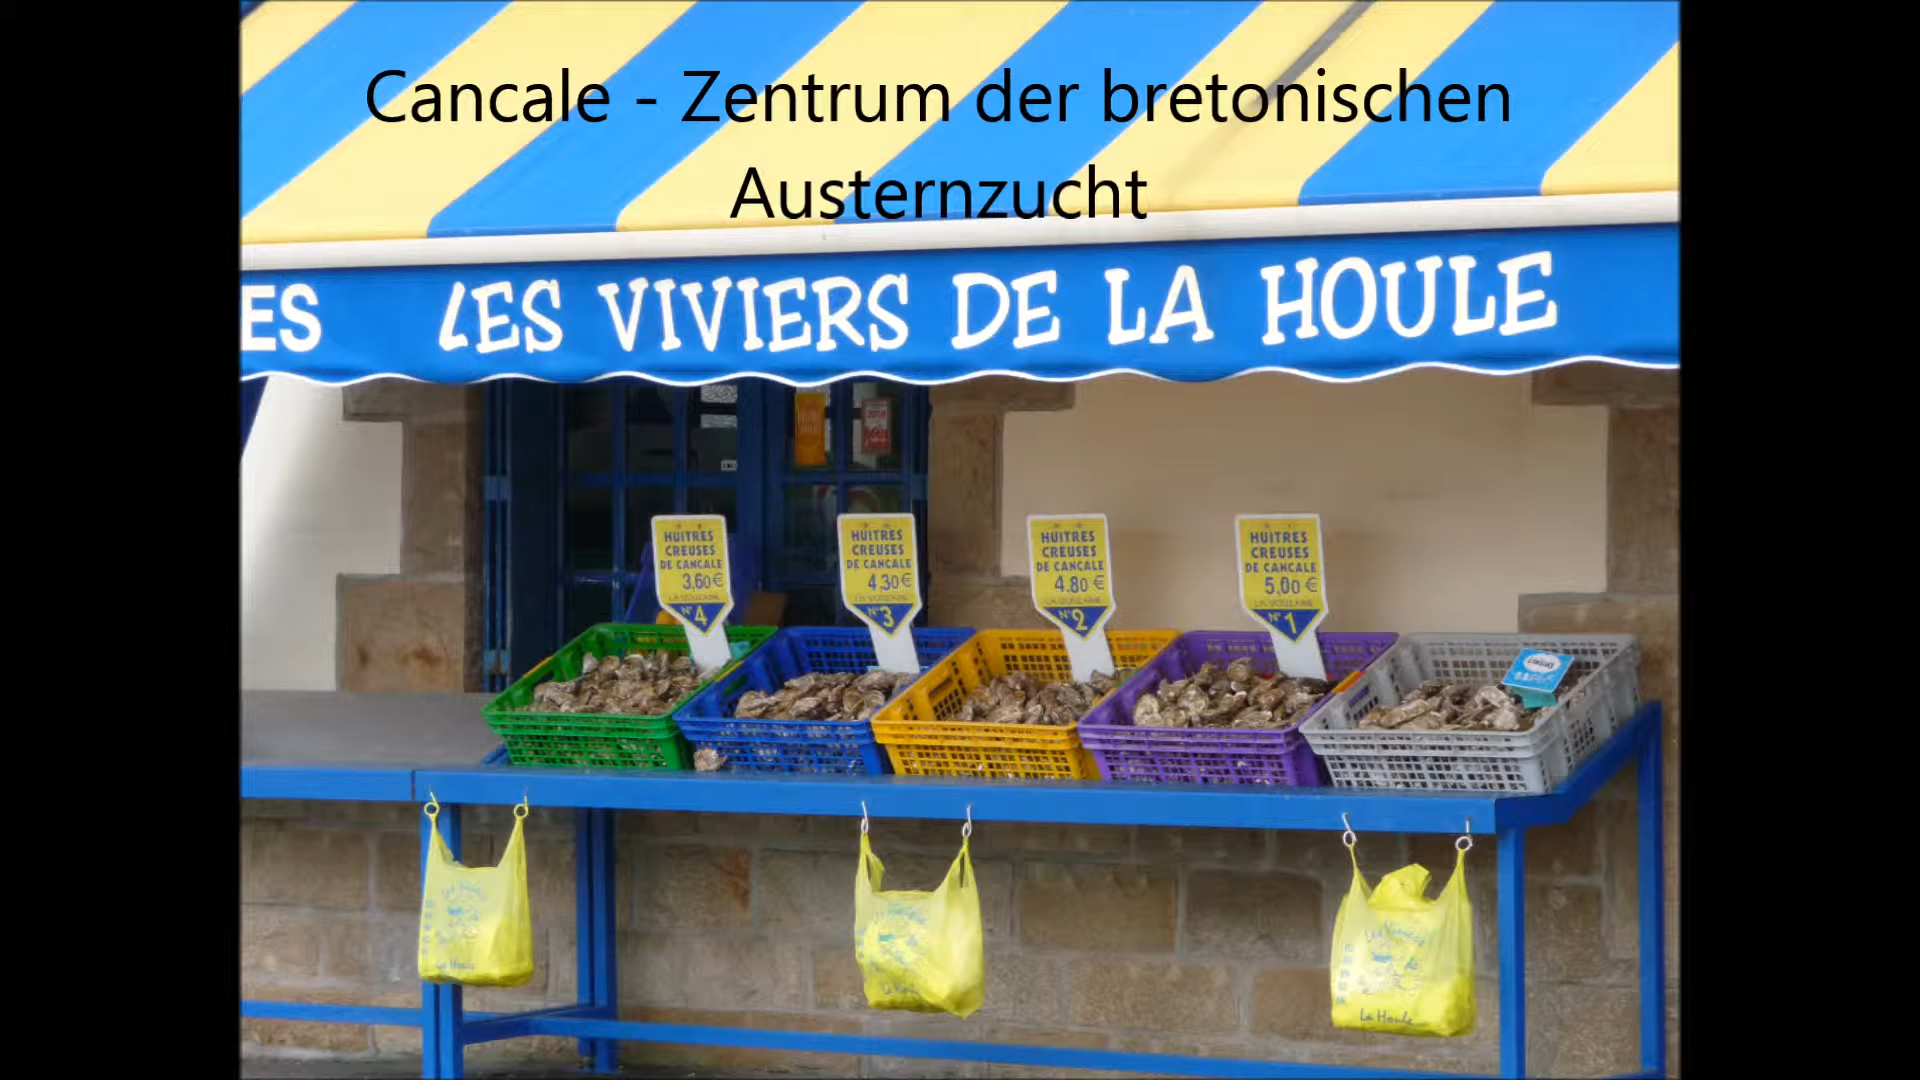 Cancale - Zentrum der bretonischen
Austernzucht
ES LES VIVIERS DE LA HOULE
HUITRES
CREUSES
DE CANCALE
3,60 €
N°4
HUITRES
CREUSES
DE CANCALE
4,30 €
N°3
HUITRES
CREUSES
DE CANCALE
4,80 €
N°2
HUITRES
CREUSES
DE CANCALE
5,00 €
N°1
La Houle